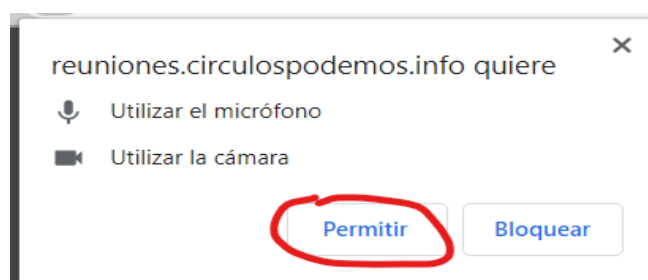 reuniones.circulospodemos.info quiere
Utilizar el micrófono
Utilizar la cámara
Permitir
Bloquear